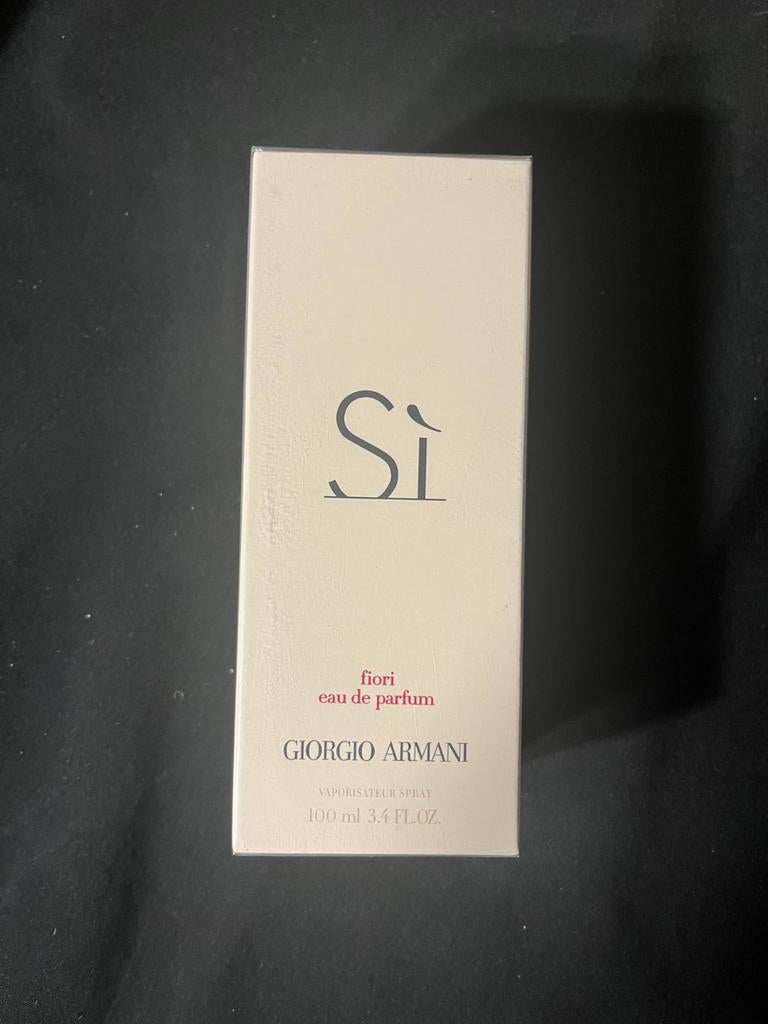 Sì
fiori
eau de parfum
GIORGIO ARMANI
VAPORISATEUR SPRAY
100 ml 3.4 FL.OZ.